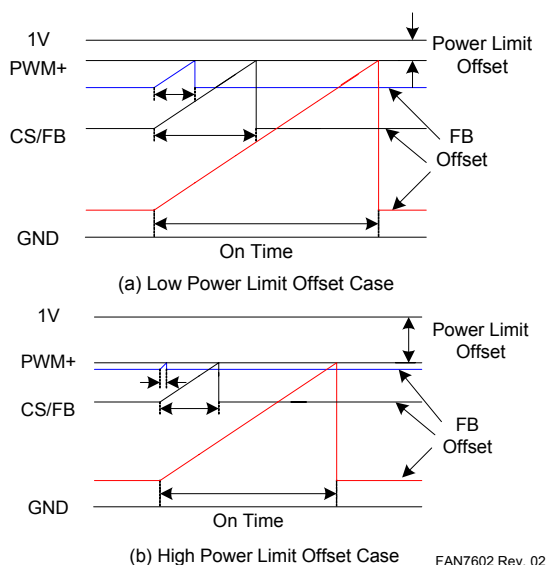 1V
Power Limit
Offset
PWM+
CS/FB
FB
Offset
GND
On Time
(a) Low Power Limit Offset Case
1V
Power Limit
Offset
PWM+
CS/FB
FB
Offset
GND
On Time
(b) High Power Limit Offset Case
FAN7602 Rev. 02